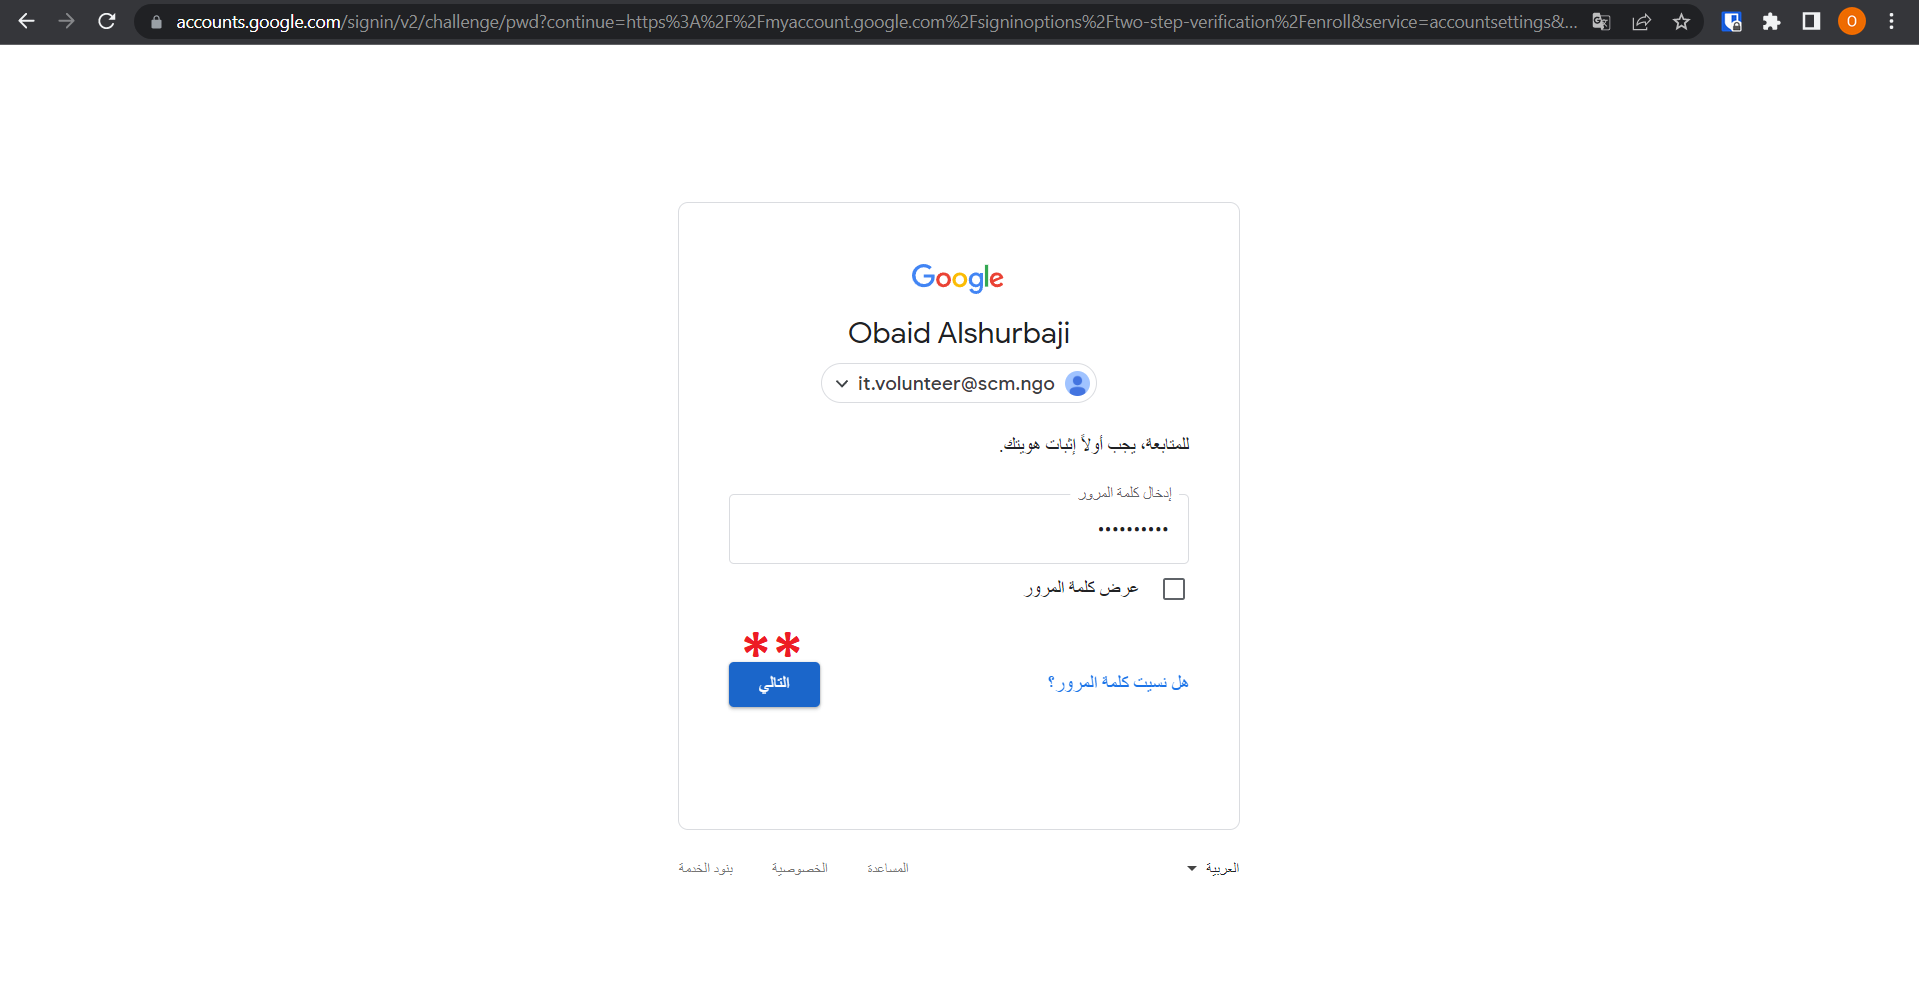 accounts.google.com/signin/v2/challenge/pwd?continue=https%3A%2F%2Fmyaccount.google.com%2Fsigninoptions%2Ftwo-step-verification%2Fenroll&service=accountsettings&...
O
Google
Obaid Alshurbaji
it.volunteer@scm.ngo
للمتابعة، يجب أولاً إثبات هويتك.
إدخال كلمة المرور
••••••••••
عرض كلمة المرور
**
هل نسيت كلمة المرور؟
التالي
العربية
المساعدة
الخصوصية
بنود الخدمة